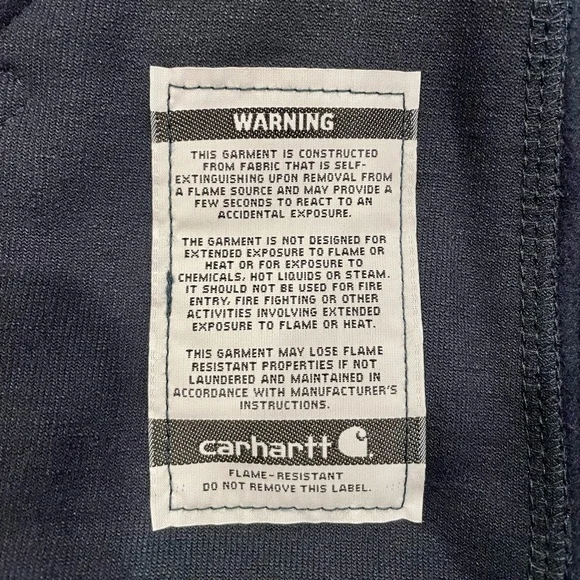 WARNING
THIS GARMENT IS CONSTRUCTED
FROM FABRIC THAT IS SELF-
EXTINGUISHING UPON REMOVAL FROM
A FLAME SOURCE AND MAY PROVIDE A
FEW SECONDS TO REACT TO AN
ACCIDENTAL EXPOSURE.
THE GARMENT IS NOT DESIGNED FOR
EXTENDED EXPOSURE TO FLAME OR
HEAT OR FOR EXPOSURE TO
CHEMICALS, HOT LIQUIDS OR STEAM.
IT SHOULD NOT BE USED FOR FIRE
ENTRY, FIRE FIGHTING OR OTHER
ACTIVITIES INVOLVING EXTENDED
EXPOSURE TO FLAME OR HEAT.
THIS GARMENT MAY LOSE FLAME
RESISTANT PROPERTIES IF NOT
LAUNDERED AND MAINTAINED IN
ACCORDANCE WITH MANUFACTURER'S
INSTRUCTIONS.
carhartt
FLAME-RESISTANT
DO NOT REMOVE THIS LABEL.